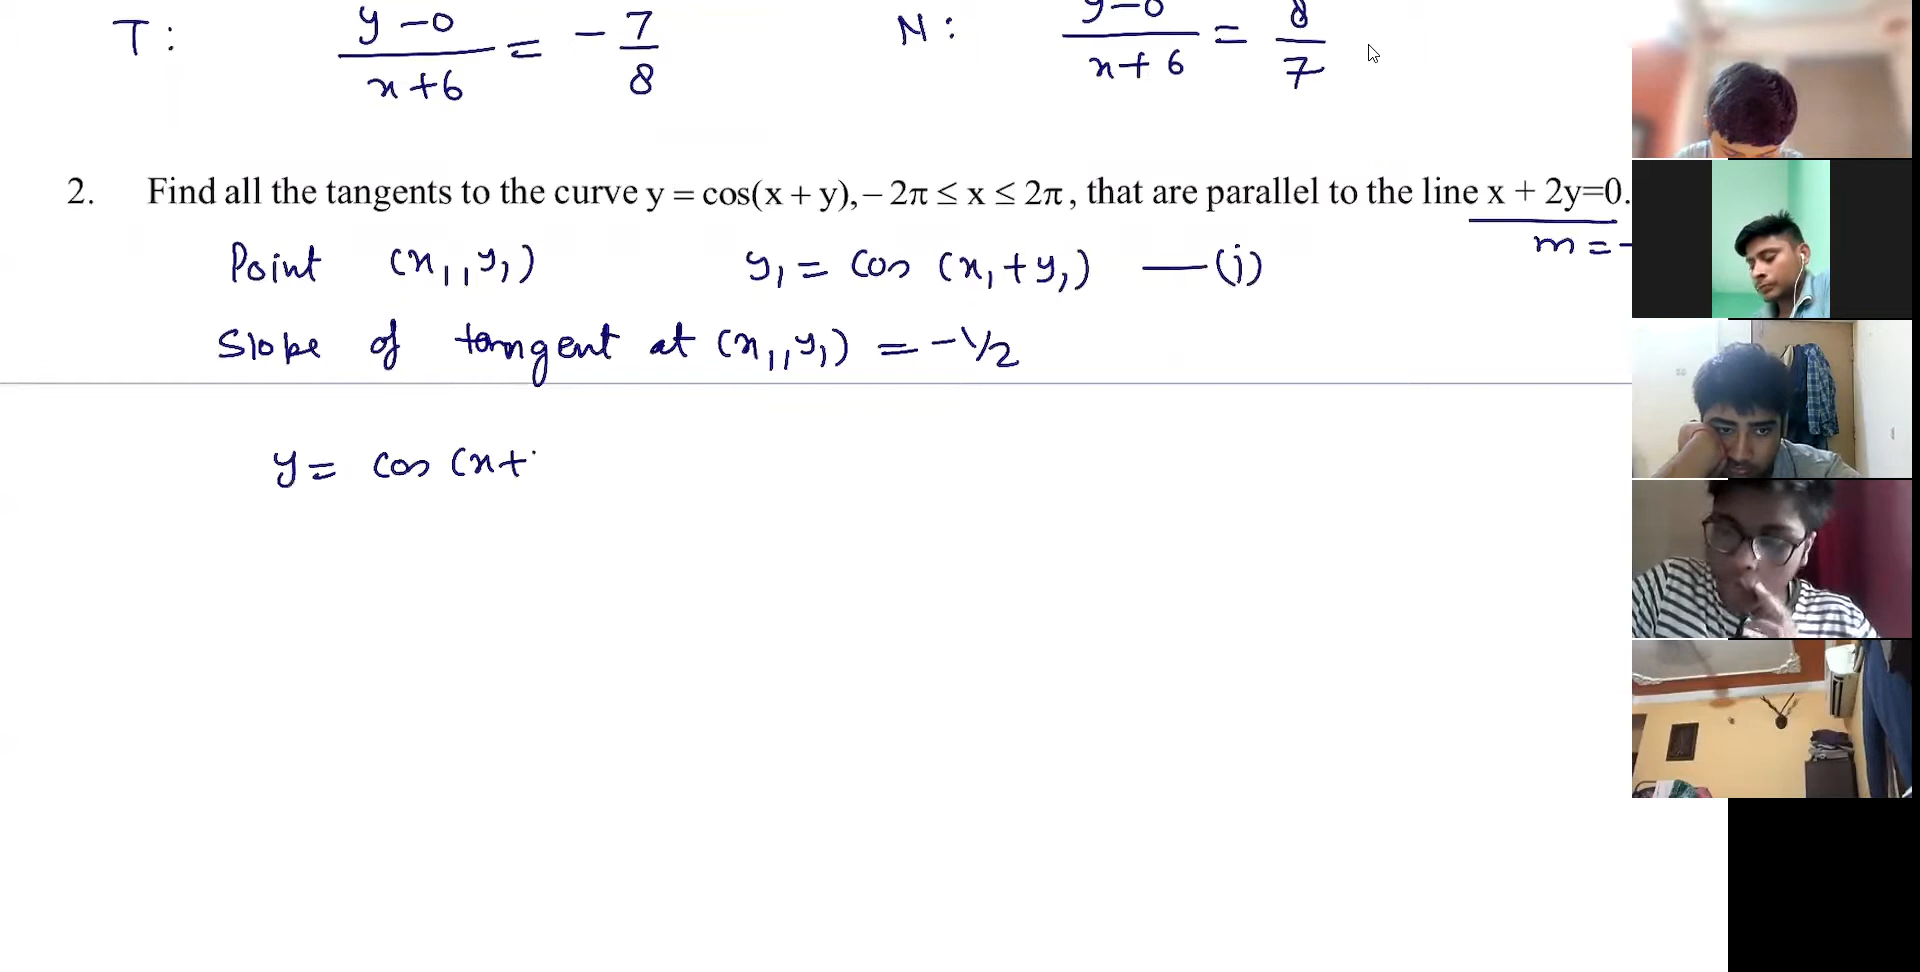 T : (y-0)/(x+6) = -7/8 N : (y-0)/(x+6) = 8/7
2. Find all the tangents to the curve y = cos(x + y), – 2π ≤ x ≤ 2π, that are parallel to the line x + 2y=0.
m = -
Point (x₁, y₁) y₁ = cos (x₁ + y₁) —(i)
Slope of tangent at (x₁, y₁) = -1/2
y = cos (x+